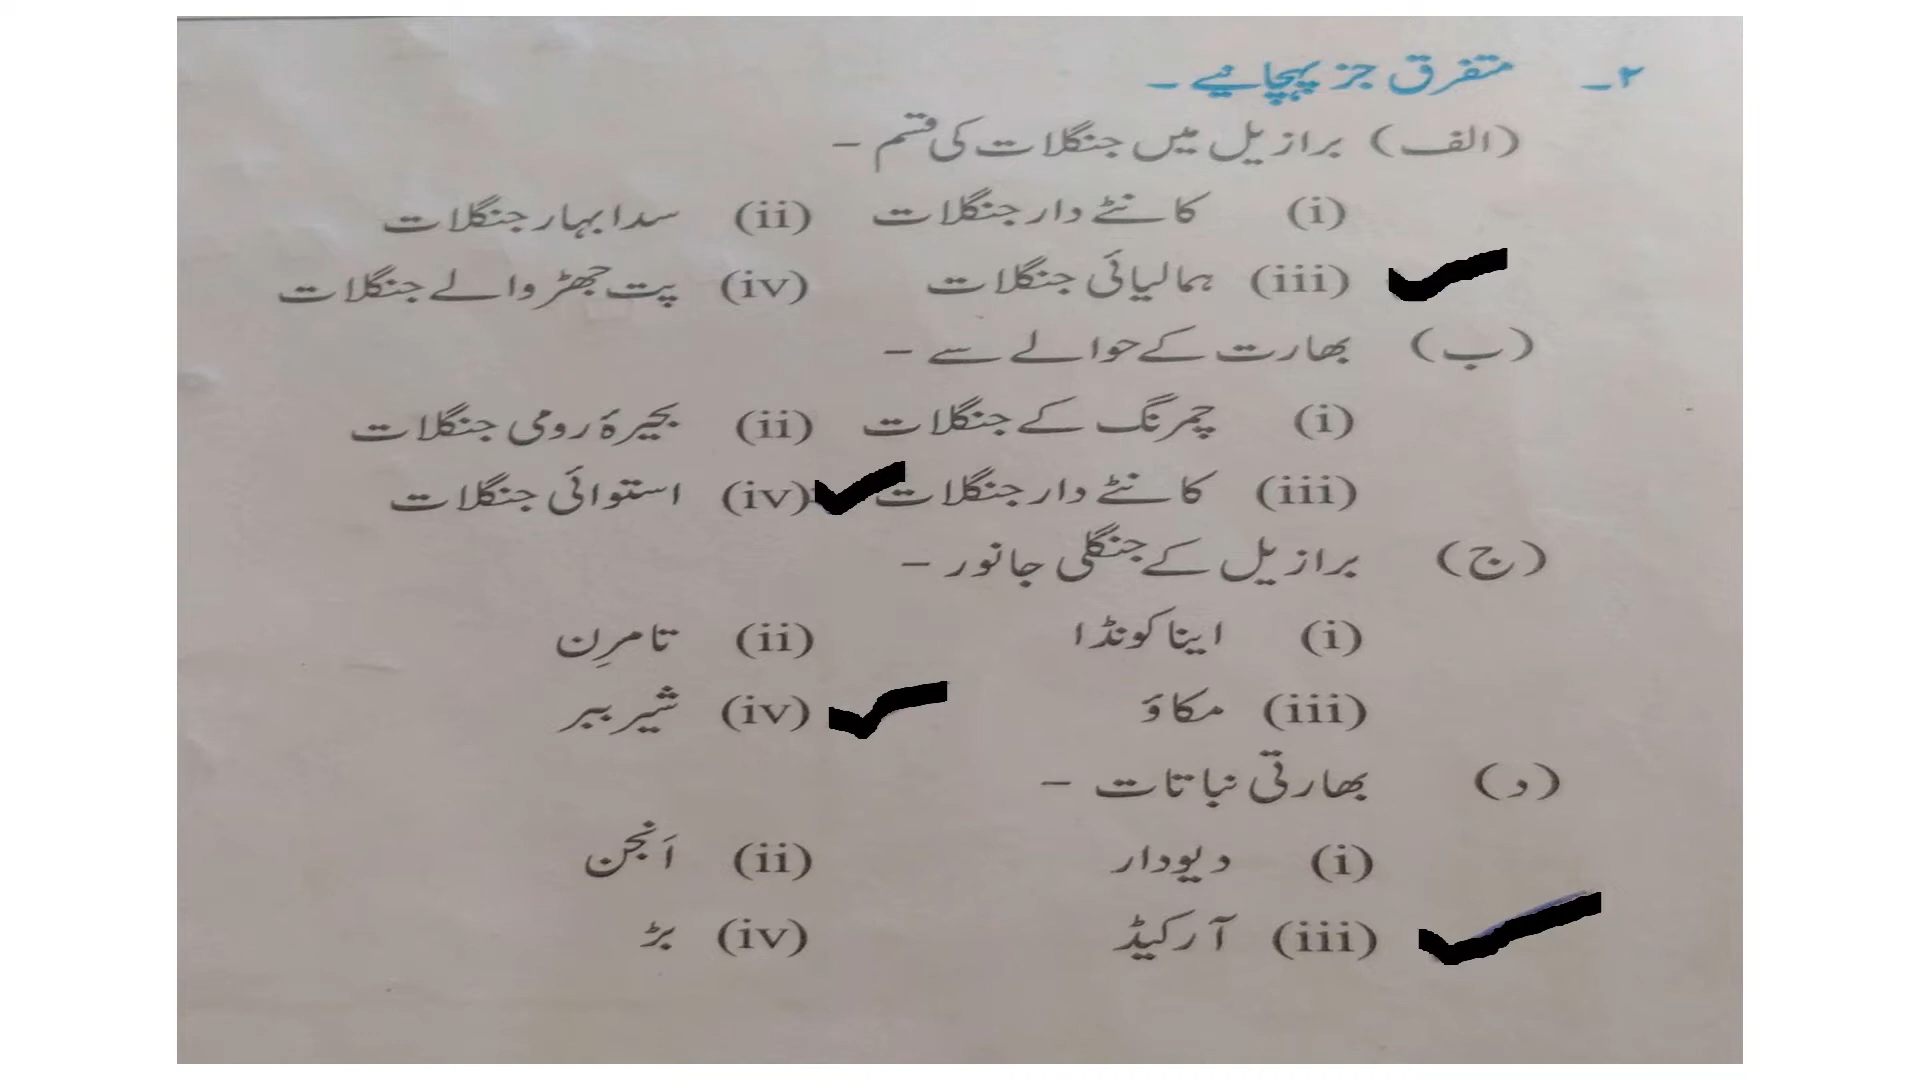 ۲۔ متفرق جز پہچانیے۔
(الف) برازیل میں جنگلات کی قسم –
(i) کانٹے دار جنگلات (ii) سدا بہار جنگلات
(iii) ہمالیائی جنگلات (iv) پت جھڑ والے جنگلات
(ب) بھارت کے حوالے سے –
(i) چمرنگ کے جنگلات (ii) بحیرۂ رومی جنگلات
(iii) کانٹے دار جنگلات (iv) استوائی جنگلات
(ج) برازیل کے جنگلی جانور –
(i) اینا کونڈا (ii) تامرِن
(iii) مکاؤ (iv) شیر ببر
(د) بھارتی نباتات –
(i) دیودار (ii) اَنجن
(iii) آرکیڈ (iv) بڑ